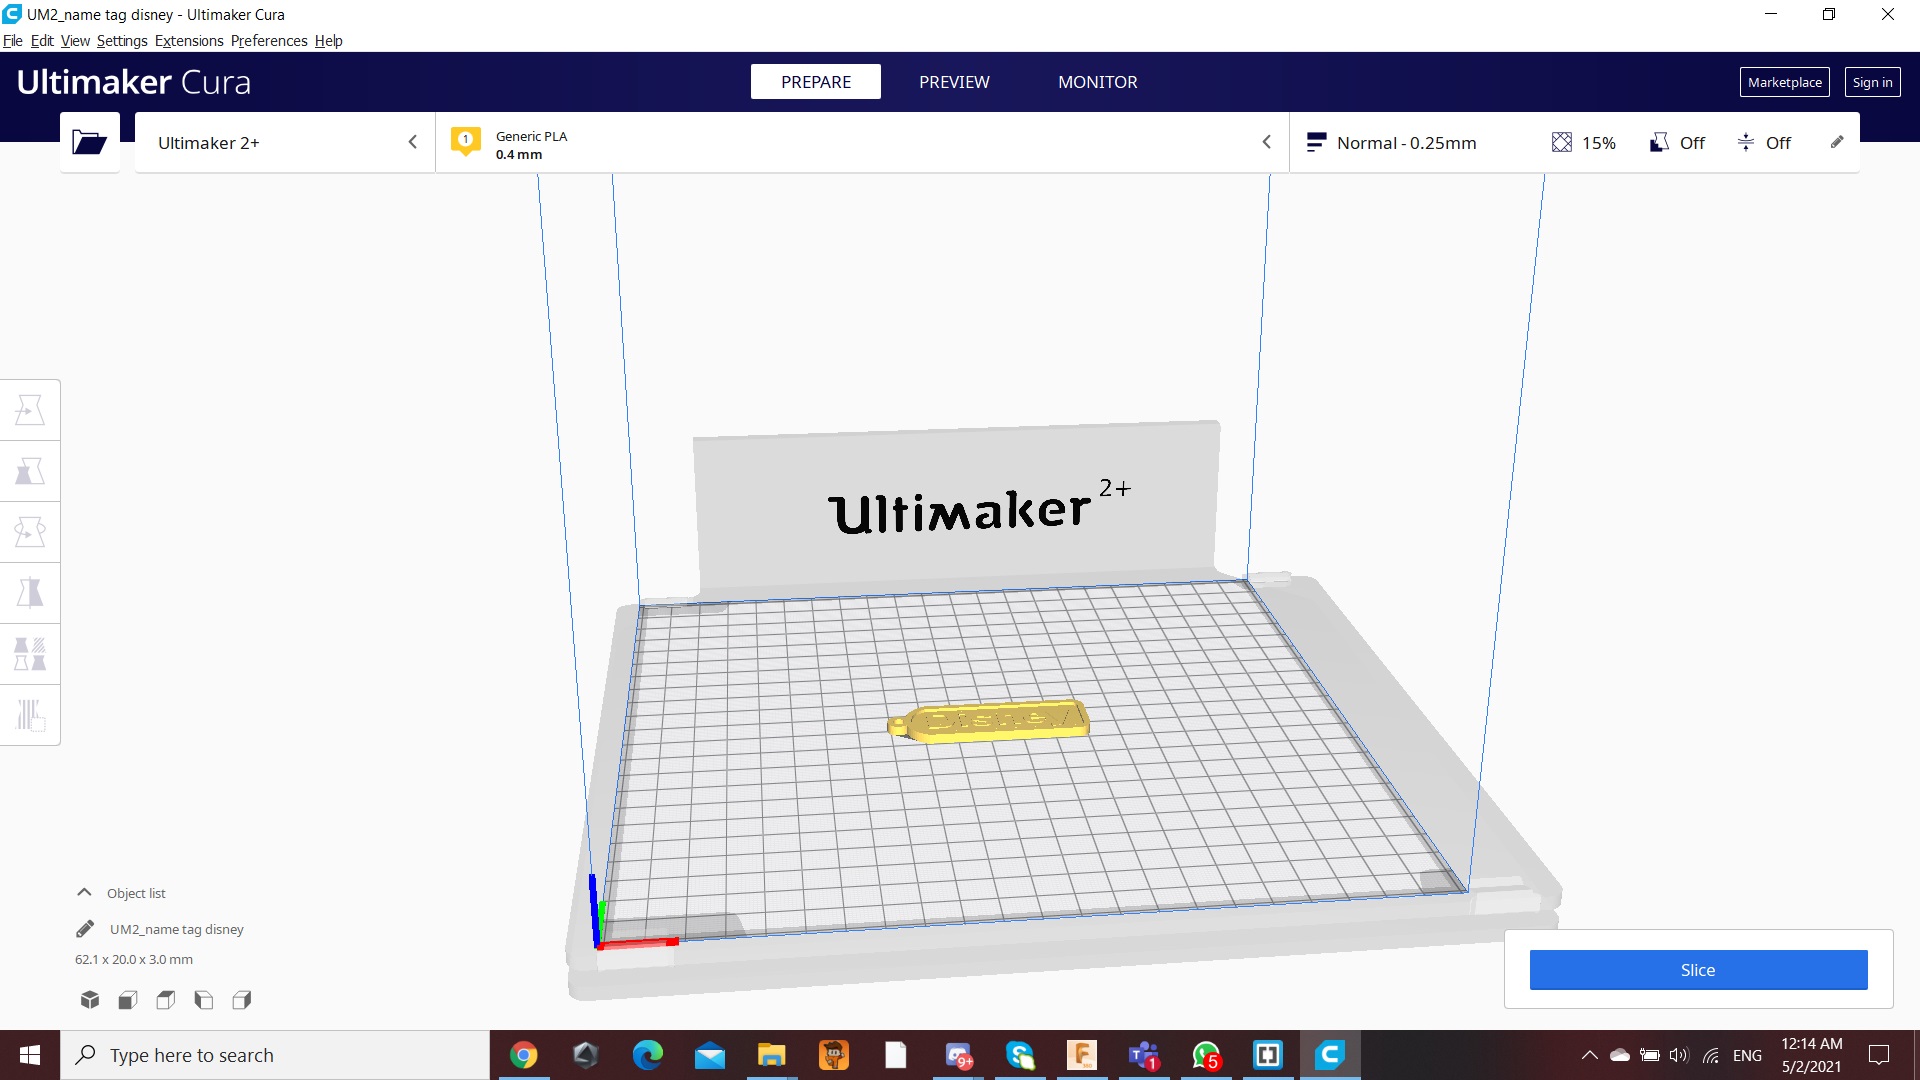 UM2_name tag disney - Ultimaker Cura
File Edit View Settings Extensions Preferences Help
Ultimaker Cura
PREPARE PREVIEW MONITOR
Marketplace Sign in
Ultimaker 2+
1 Generic PLA
0.4 mm
Normal - 0.25mm 15% Off Off
Ultimaker 2+
Disney
Object list
UM2_name tag disney
62.1 x 20.0 x 3.0 mm
Slice
Type here to search
9+ 1 5
ENG
12:14 AM
5/2/2021